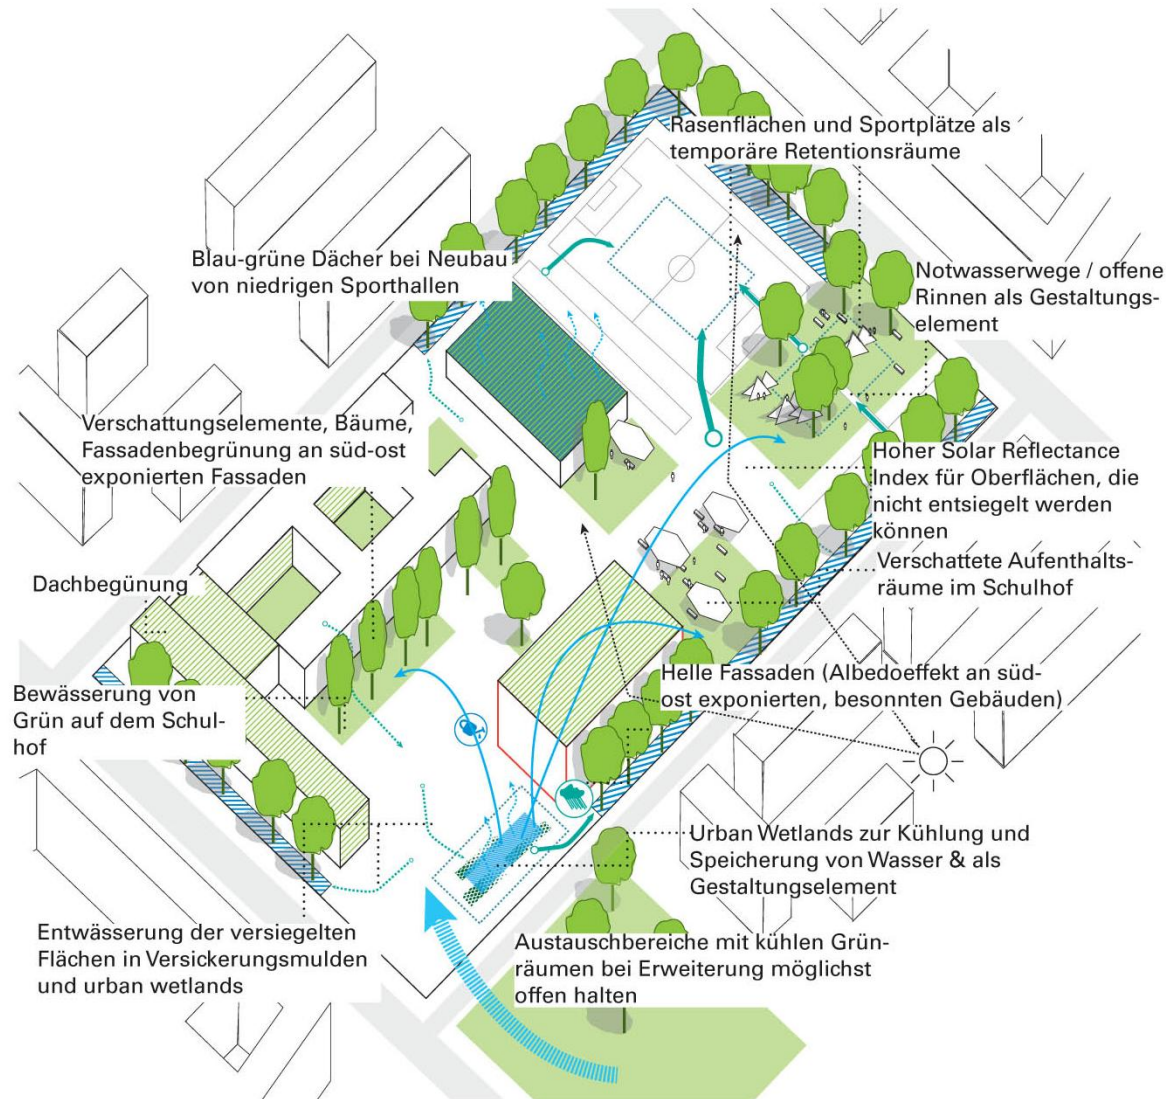 Rasenflächen und Sportplätze als
temporäre Retentionsräume
Blau-grüne Dächer bei Neubau
von niedrigen Sporthallen
Notwasserwege / offene
Rinnen als Gestaltungs-
element
Verschattungselemente, Bäume,
Fassadenbegrünung an süd-ost
exponierten Fassaden
Hoher Solar Reflectance
Index für Oberflächen, die
nicht entsiegelt werden
können
Verschattete Aufenthalts-
räume im Schulhof
Dachbegünung
Helle Fassaden (Albedoeffekt an süd-
ost exponierten, besonnten Gebäuden)
Bewässerung von
Grün auf dem Schul-
hof
Urban Wetlands zur Kühlung und
Speicherung von Wasser & als
Gestaltungselement
Entwässerung der versiegelten
Flächen in Versickerungsmulden
und urban wetlands
Austauschbereiche mit kühlen Grün-
räumen bei Erweiterung möglichst
offen halten